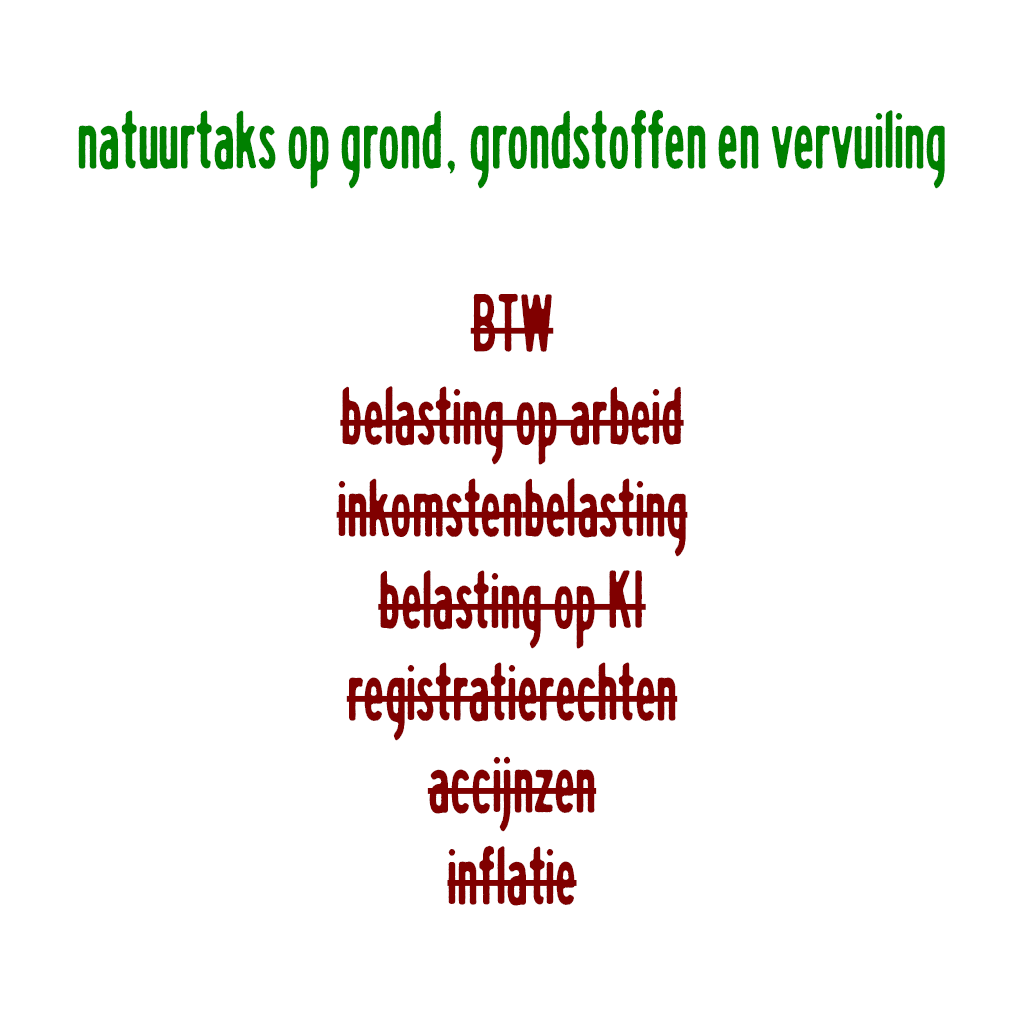 natuurtaks op grond, grondstoffen en vervuiling
BTW
belasting op arbeid
inkomstenbelasting
belasting op KI
registratierechten
accijnzen
inflatie